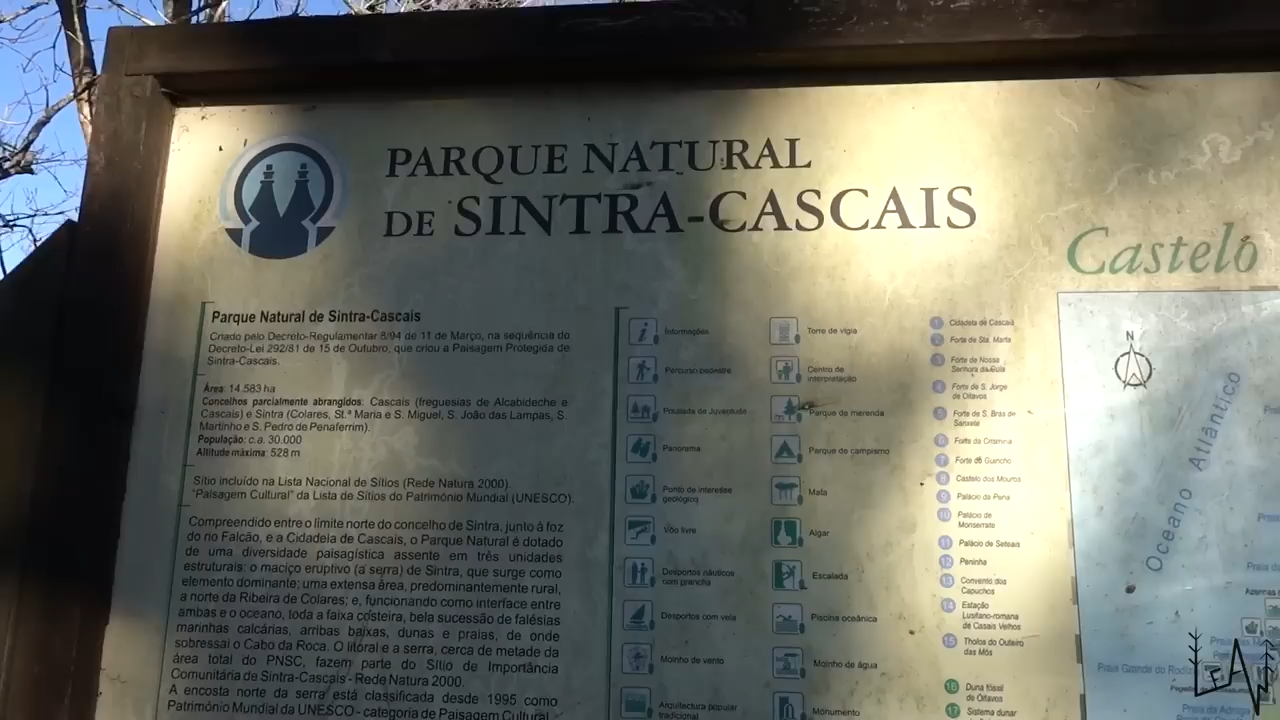 PARQUE NATURAL
DE SINTRA-CASCAIS
Castelo
Parque Natural de Sintra-Cascais
Criado pelo Decreto-Regulamentar 8/94 de 11 de Março, na sequência do
Decreto-Lei 292/81 de 15 de Outubro, que criou a Paisagem Protegida de
Sintra-Cascais.
Área: 14.583 ha
Concelhos parcialmente abrangidos: Cascais (freguesias de Alcabideche e
Cascais) e Sintra (Colares, St.ª Maria e S. Miguel, S. João das Lampas, S.
Martinho e S. Pedro de Penaferrim).
População: c.a. 30.000
Altitude máxima: 528 m
Sítio incluído na Lista Nacional de Sítios (Rede Natura 2000).
"Paisagem Cultural" da Lista de Sítios do Património Mundial (UNESCO).
Compreendido entre o limite norte do concelho de Sintra, junto à foz
do rio Falcão, e a Cidadela de Cascais, o Parque Natural é dotado
de uma diversidade paisagística assente em três unidades
estruturais: o maciço eruptivo (a serra) de Sintra, que surge como
elemento dominante; uma extensa área, predominantemente rural,
a norte da Ribeira de Colares; e, funcionando como interface entre
ambas e o oceano, toda a faixa costeira, bela sucessão de falésias
marinhas calcárias, arribas baixas, dunas e praias, de onde
sobressai o Cabo da Roca. O litoral e a serra, cerca de metade da
área total do PNSC, fazem parte do Sítio de Importância
Comunitária de Sintra-Cascais - Rede Natura 2000.
A encosta norte da serra está classificada desde 1995 como
Património Mundial da UNESCO - categoria de Paisagem Cultural
Informações
Percurso pedestre
Pousada de Juventude
Panorama
Ponto de interesse
geológico
Vôo livre
Desportos náuticos
com prancha
Desportos com vela
Moinho de vento
Arquitectura popular
tradicional
Torre de vigia
Centro de
interpretação
Parque de merenda
Parque de campismo
Mata
Algar
Escalada
Piscina oceânica
Moinho de água
Monumento
1 Cidadela de Cascais
2 Forte de Sta. Marta
3 Forte de Nossa
Senhora da Guia
4 Forte de S. Jorge
de Oitavos
5 Forte de S. Brás de
Sanxete
6 Forte da Crismina
7 Forte do Guincho
8 Castelo dos Mouros
9 Palácio da Pena
10 Palácio de
Monserrate
11 Palácio de Seteais
12 Peninha
13 Convento dos
Capuchos
14 Estação
Lusitano-romana
de Casais Velhos
15 Tholos do Outeiro
das Mós
16 Duna fóssil
de Oitavos
17 Sistema dunar
N
Oceano Atlântico
Praia Grande do Rodízio
Praia da Adraga